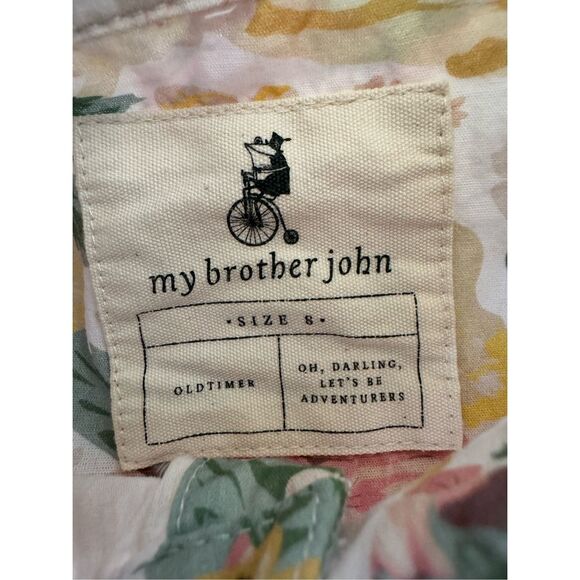 my brother john
•SIZE 8•
OLDTIMER
OH, DARLING,
LET'S BE
ADVENTURERS